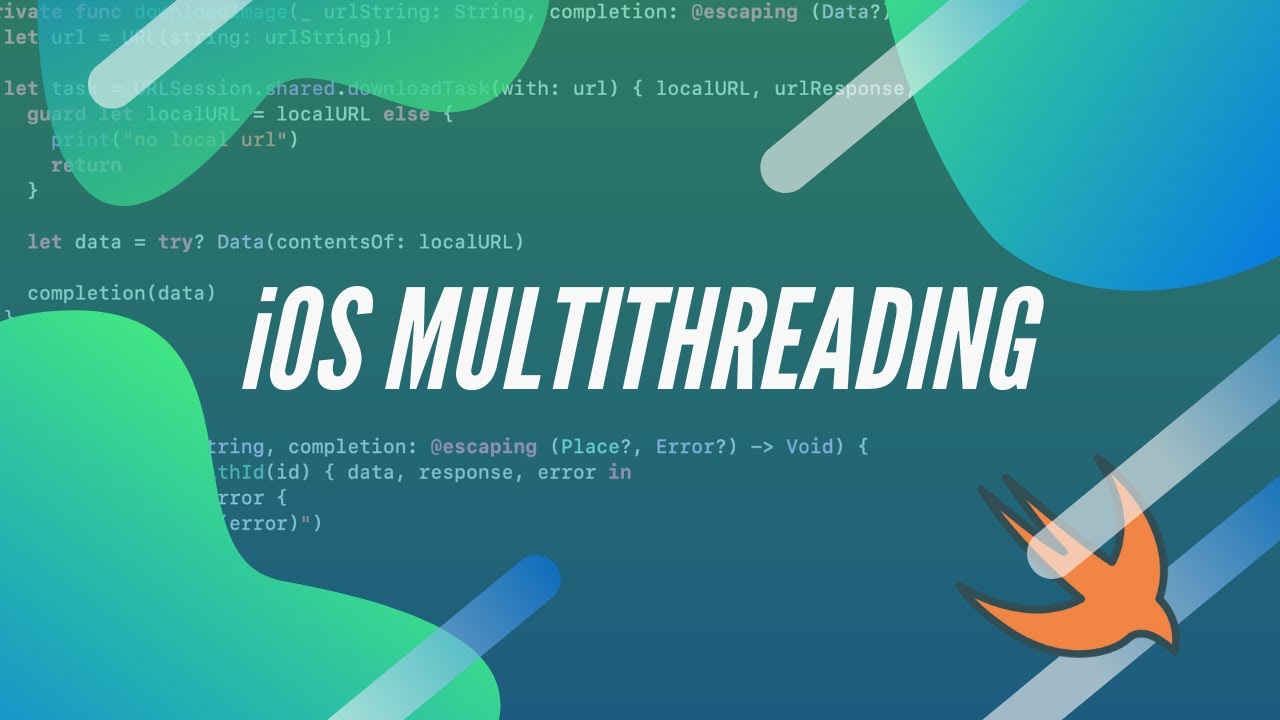 rivate func downloadImage(_ urlString: String, completion: @escaping (Data?)
let url = URL(string: urlString)!
let task = URLSession.shared.downloadTask(with: url) { localURL, urlResponse,
guard let localURL = localURL else {
print("no local url")
return
}
let data = try? Data(contentsOf: localURL)
completion(data)
}
iOS MULTITHREADING
tring, completion: @escaping (Place?, Error?) -> Void) {
thId(id) { data, response, error in
rror {
(error)")